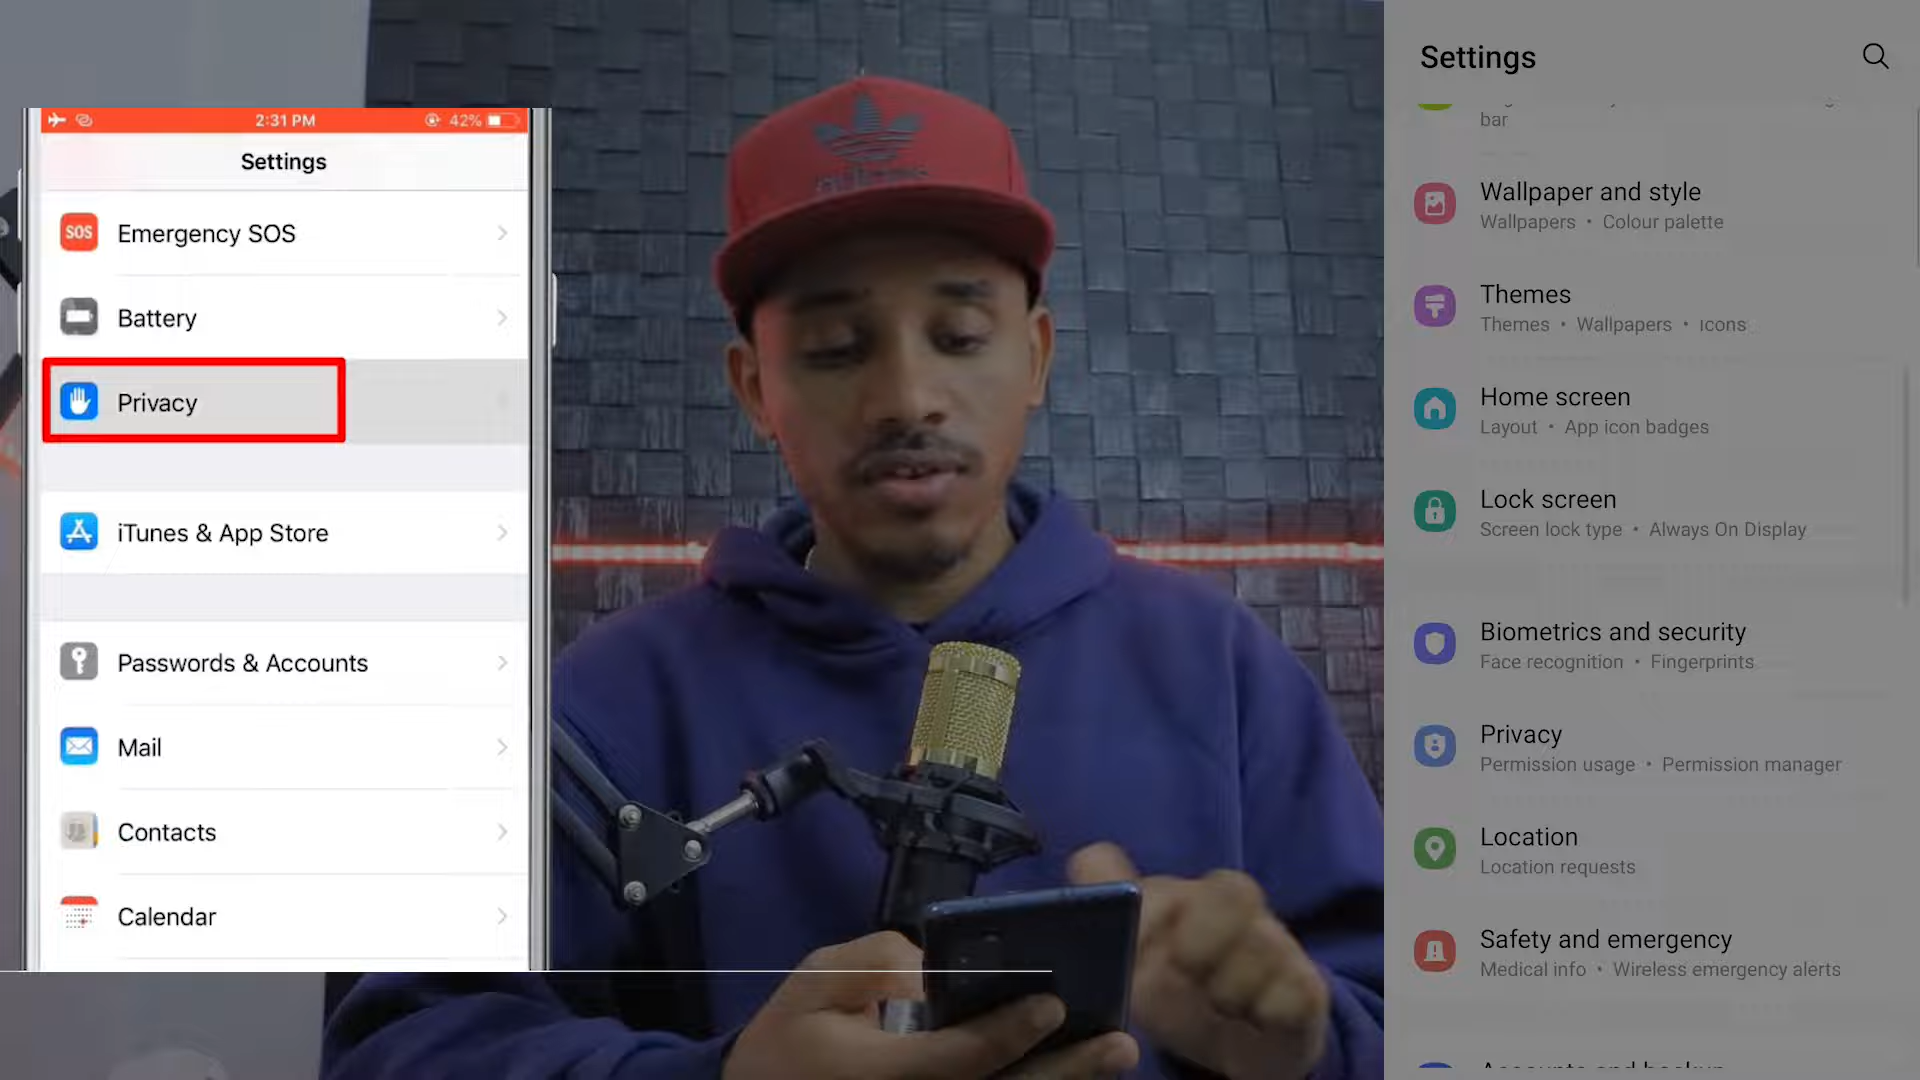 2:31 PM
42%
Settings
SOS
Emergency SOS
Battery
Privacy
iTunes & App Store
Passwords & Accounts
Mail
Contacts
Calendar
Settings
bar
Wallpaper and style
Wallpapers • Colour palette
Themes
Themes • Wallpapers • Icons
Home screen
Layout • App icon badges
Lock screen
Screen lock type • Always On Display
Biometrics and security
Face recognition • Fingerprints
Privacy
Permission usage • Permission manager
Location
Location requests
Safety and emergency
Medical info • Wireless emergency alerts